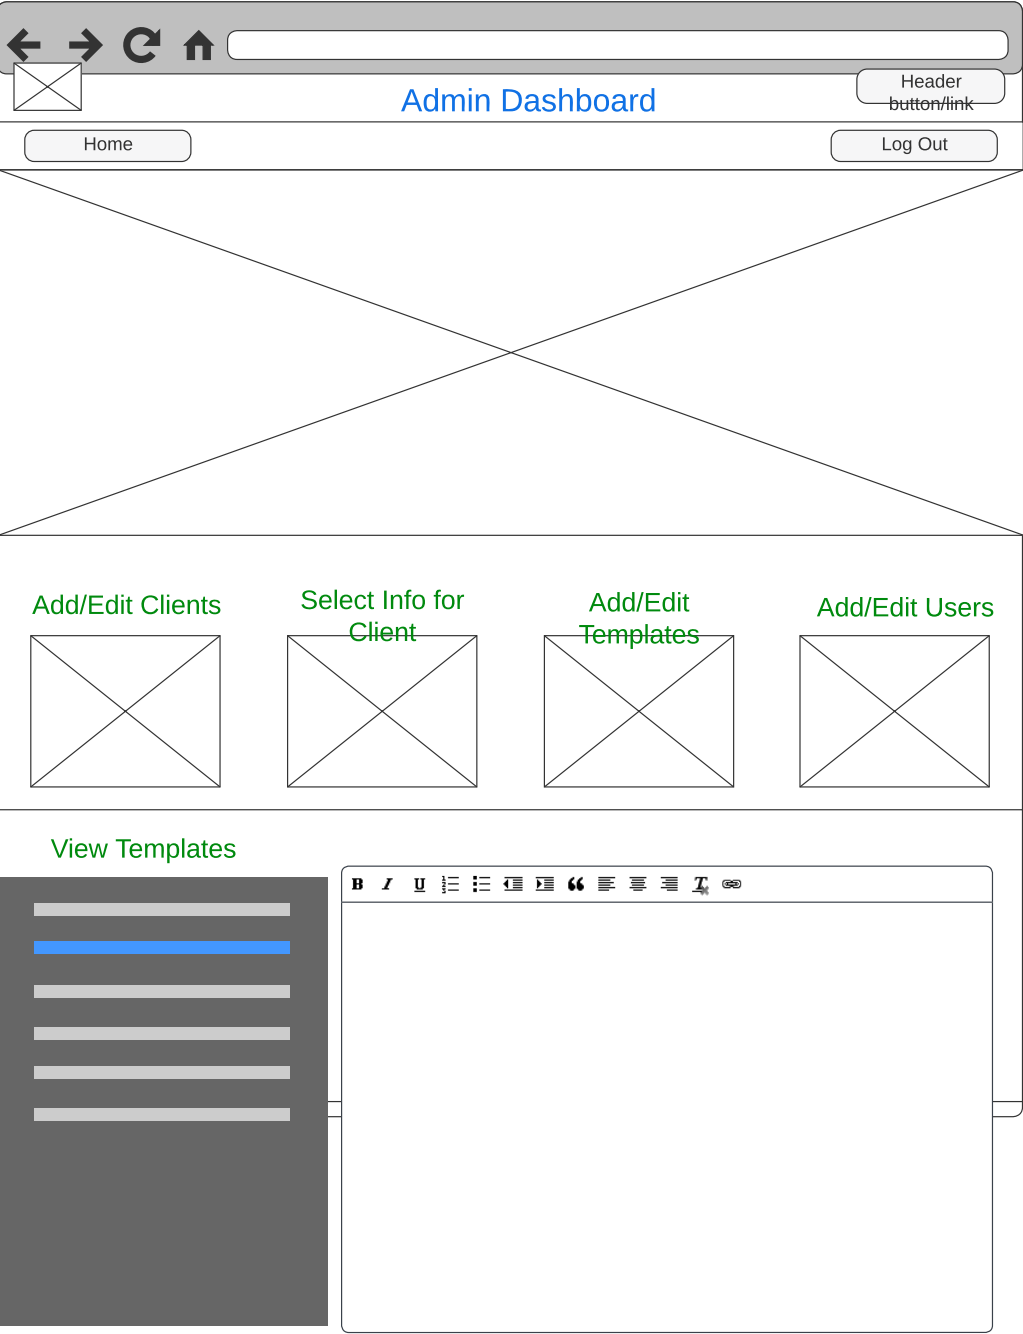 Admin Dashboard
Header
button/link
Home
Log Out
Add/Edit Clients
Select Info for
Client
Add/Edit
Templates
Add/Edit Users
View Templates
B I U